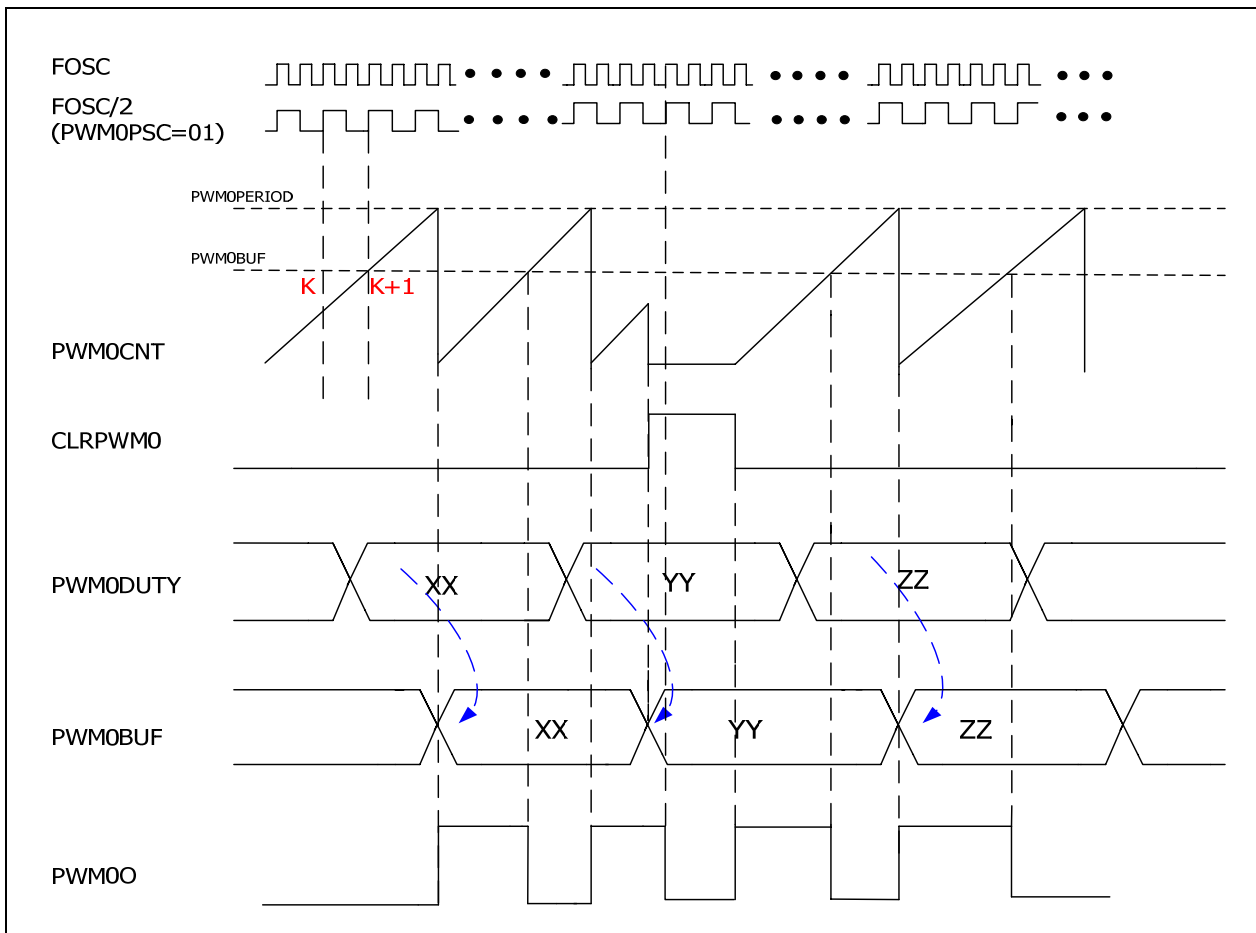 FOSC
FOSC/2
(PWM0PSC=01)
PWM0PERIOD
PWM0BUF
K K+1
PWM0CNT
CLRPWM0
PWM0DUTY XX YY ZZ
PWM0BUF XX YY ZZ
PWM0O